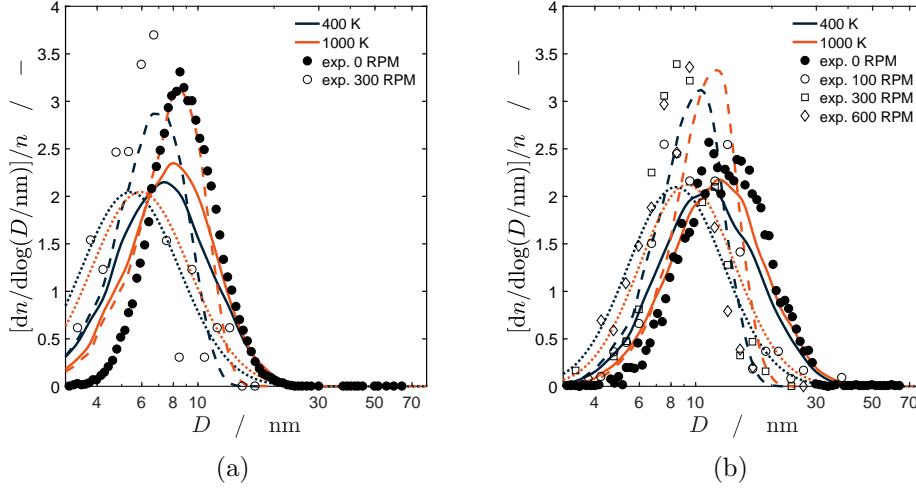 4
3.5
3
2.5
2
1.5
1
0.5
0
[dn/dlog(D/nm)]/n / −
400 K
1000 K
exp. 0 RPM
exp. 300 RPM
4 6 8 10 30 50 70
D / nm
(a)
4
3.5
3
2.5
2
1.5
1
0.5
0
[dn/dlog(D/nm)]/n / −
400 K
1000 K
exp. 0 RPM
exp. 100 RPM
exp. 300 RPM
exp. 600 RPM
4 6 8 10 30 50 70
D / nm
(b)